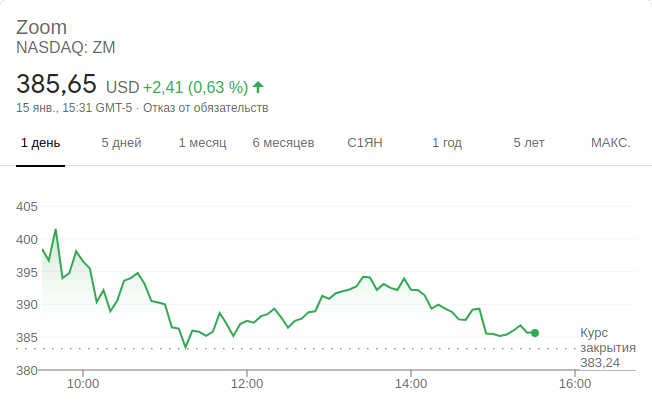 Zoom
NASDAQ: ZM
385,65 USD +2,41 (0,63 %)
15 янв., 15:31 GMT-5 · Отказ от обязательств
1 день 5 дней 1 месяц 6 месяцев С1ЯН 1 год 5 лет МАКС.
405
400
395
390
385
380
Курс
закрытия
383,24
10:00 12:00 14:00 16:00